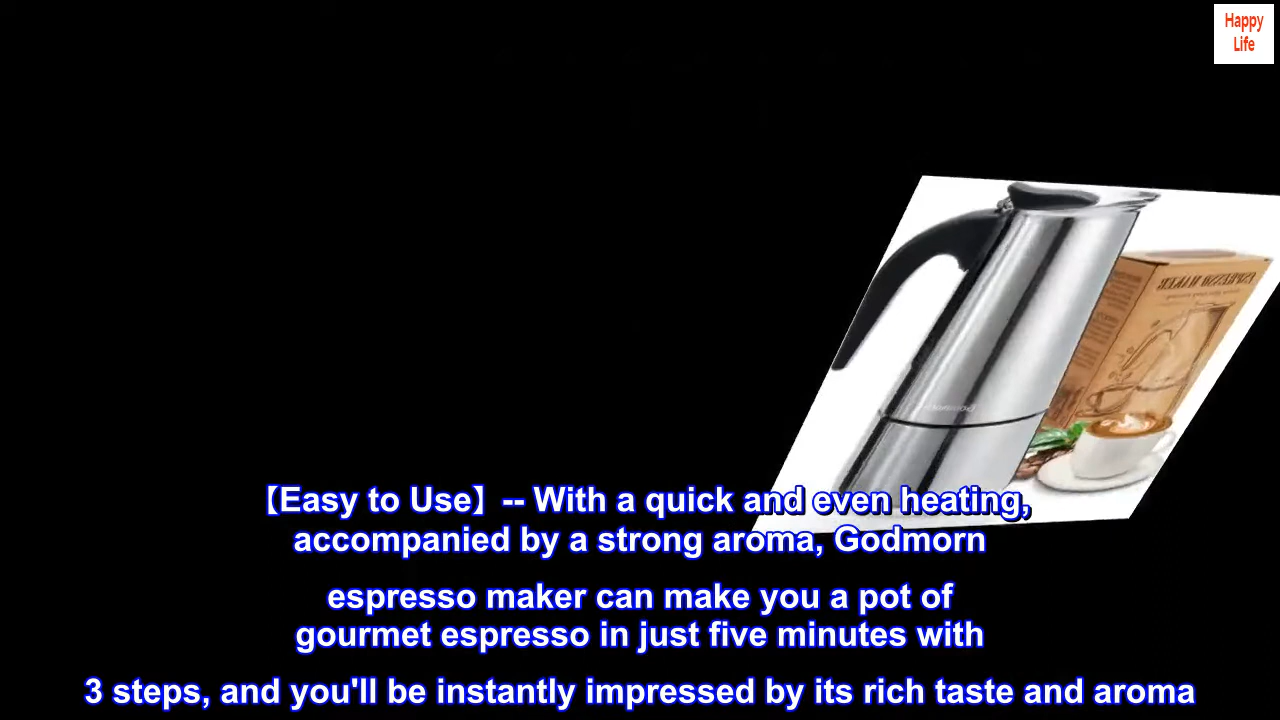 Happy
Life
ESPRESSO MAKER
【Easy to Use】-- With a quick and even heating,
accompanied by a strong aroma, Godmorn
espresso maker can make you a pot of
gourmet espresso in just five minutes with
3 steps, and you'll be instantly impressed by its rich taste and aroma